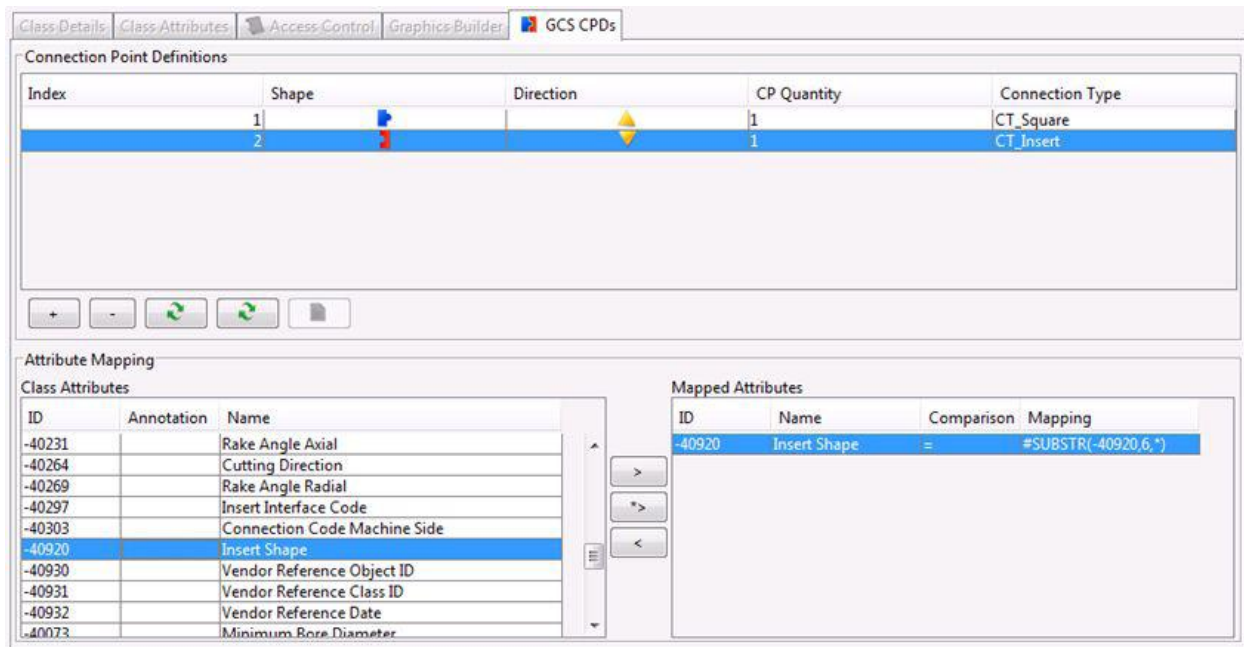 Class Details Class Attributes Access Control Graphics Builder GCS CPDs
Connection Point Definitions
Index Shape Direction CP Quantity Connection Type
1 1 CT_Square
2 1 CT_Insert
+ -
Attribute Mapping
Class Attributes Mapped Attributes
ID Annotation Name ID Name Comparison Mapping
-40231 Rake Angle Axial -40920 Insert Shape = #SUBSTR(-40920,6,*)
-40264 Cutting Direction
>
-40269 Rake Angle Radial
-40297 Insert Interface Code
*>
-40303 Connection Code Machine Side
-40920 Insert Shape
<
-40930 Vendor Reference Object ID
-40931 Vendor Reference Class ID
-40932 Vendor Reference Date
-40073 Minimum Bore Diameter